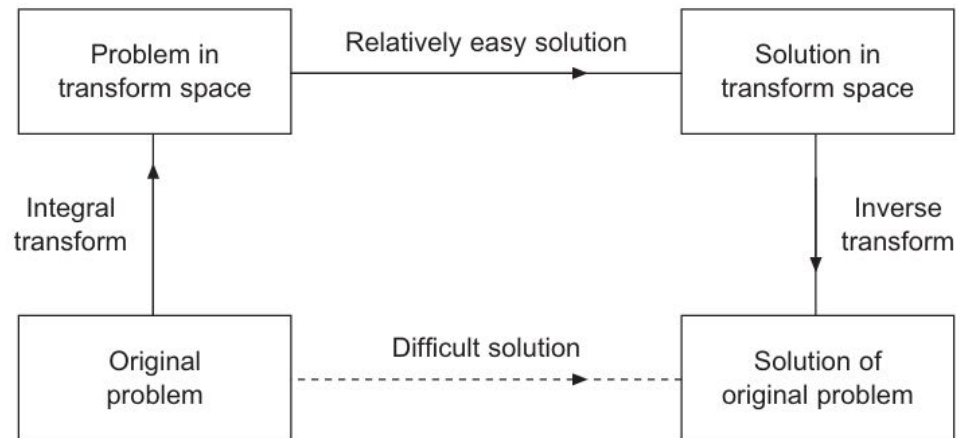 Problem in
transform space
Relatively easy solution
Solution in
transform space
Integral
transform
Inverse
transform
Original
problem
Difficult solution
Solution of
original problem